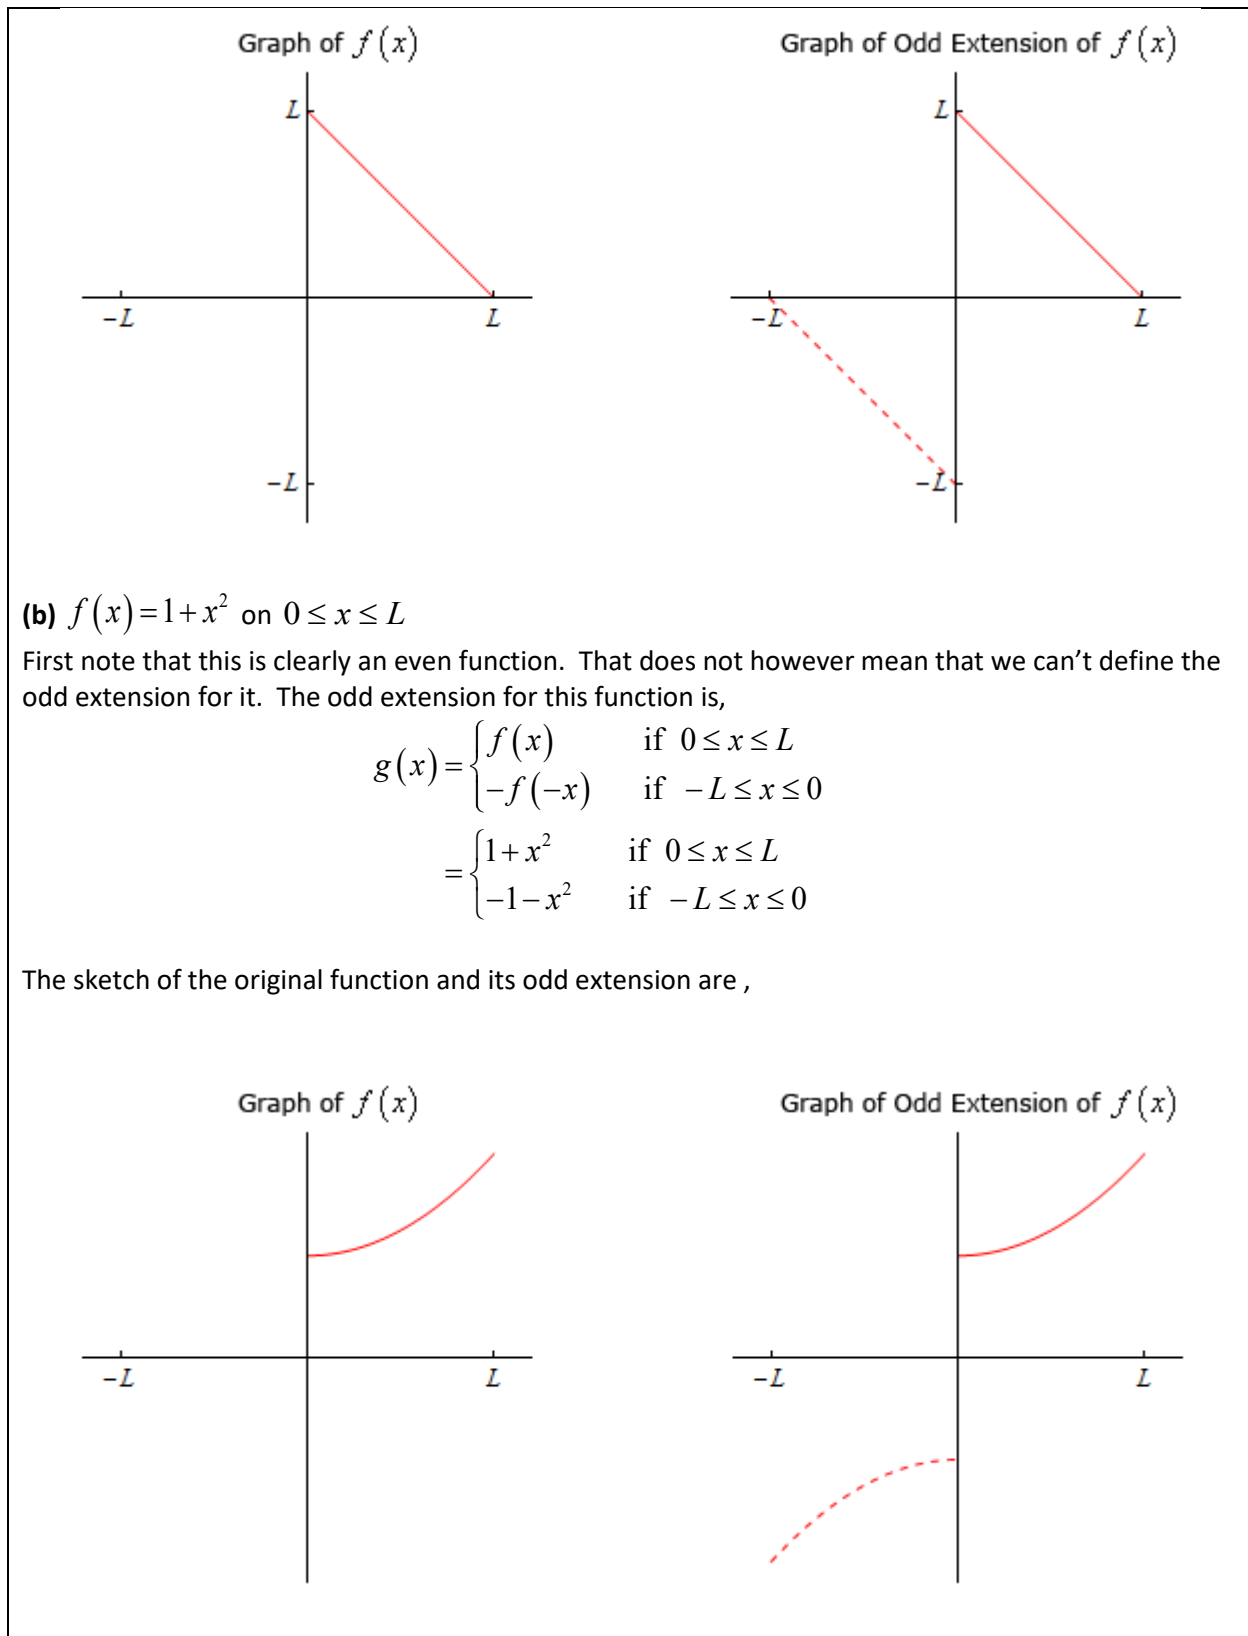 Graph of f(x)
Graph of Odd Extension of f(x)
L
L
−L
L
−L
L
−L
−L
(b) f(x)=1+x² on 0≤x≤L
First note that this is clearly an even function. That does not however mean that we can’t define the
odd extension for it. The odd extension for this function is,
g(x)={f(x) if 0≤x≤L
−f(−x) if −L≤x≤0
={1+x² if 0≤x≤L
−1−x² if −L≤x≤0
The sketch of the original function and its odd extension are ,
Graph of f(x)
Graph of Odd Extension of f(x)
−L
L
−L
L